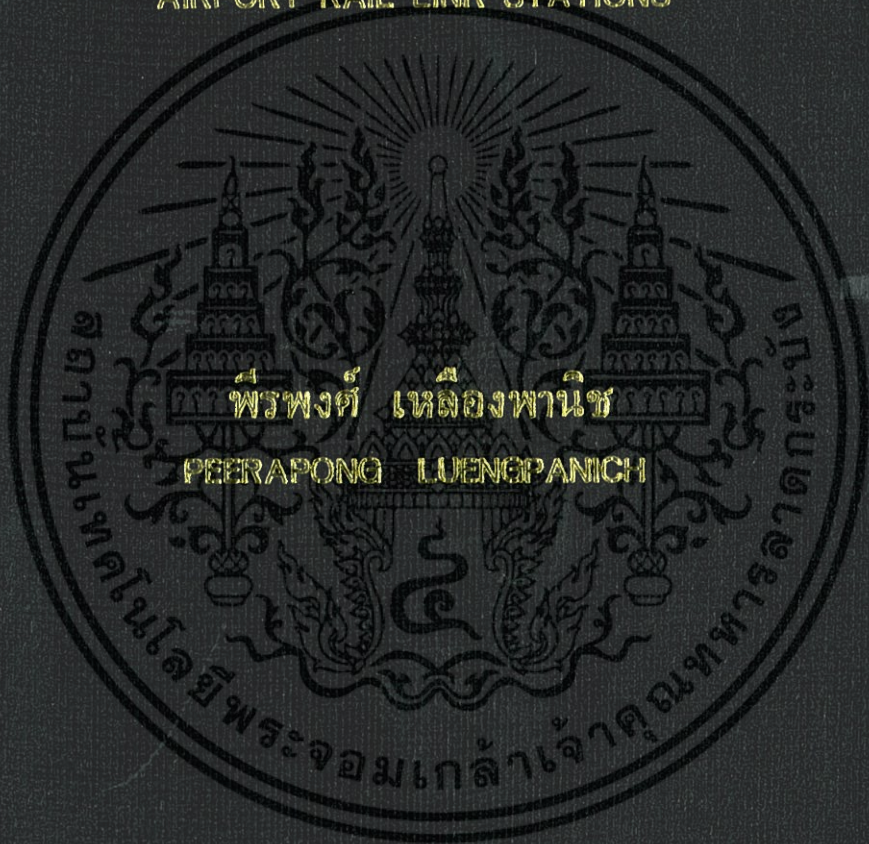 AIRPORT RAIL LINK STATIONS
พีรพงศ์ เหลืองพานิช
PEERAPONG LUENGPANICH
สถาบันเทคโนโลยีพระจอมเกล้าเจ้าคุณทหารลาดกระบัง
๔